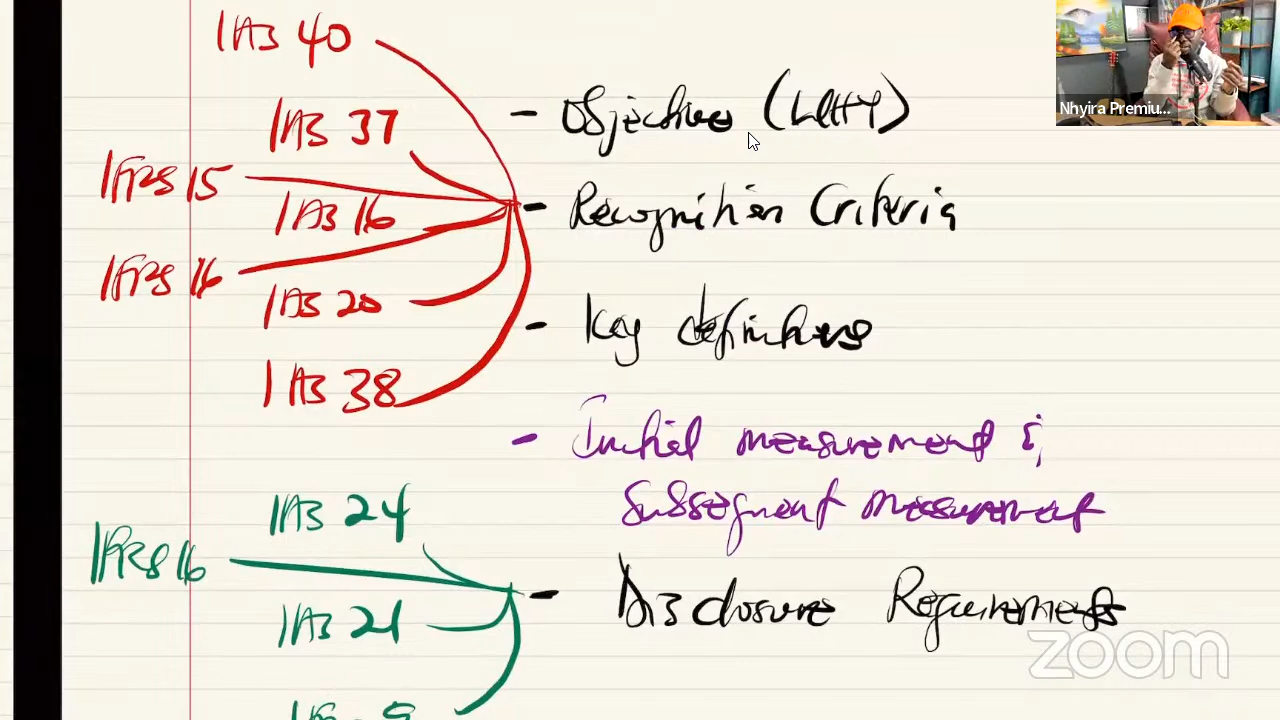 IAS 40
Nhyira Premiu...
- Objective (WHY)
IAS 37
IFRS 15
- Recognition Criteria
IAS 16
IFRS 16
IAS 20
- Key definitions
IAS 38
- Initial measurement &
subsequent measurement
IAS 24
IFRS 16
- Disclosure Requirements
IAS 21
zoom